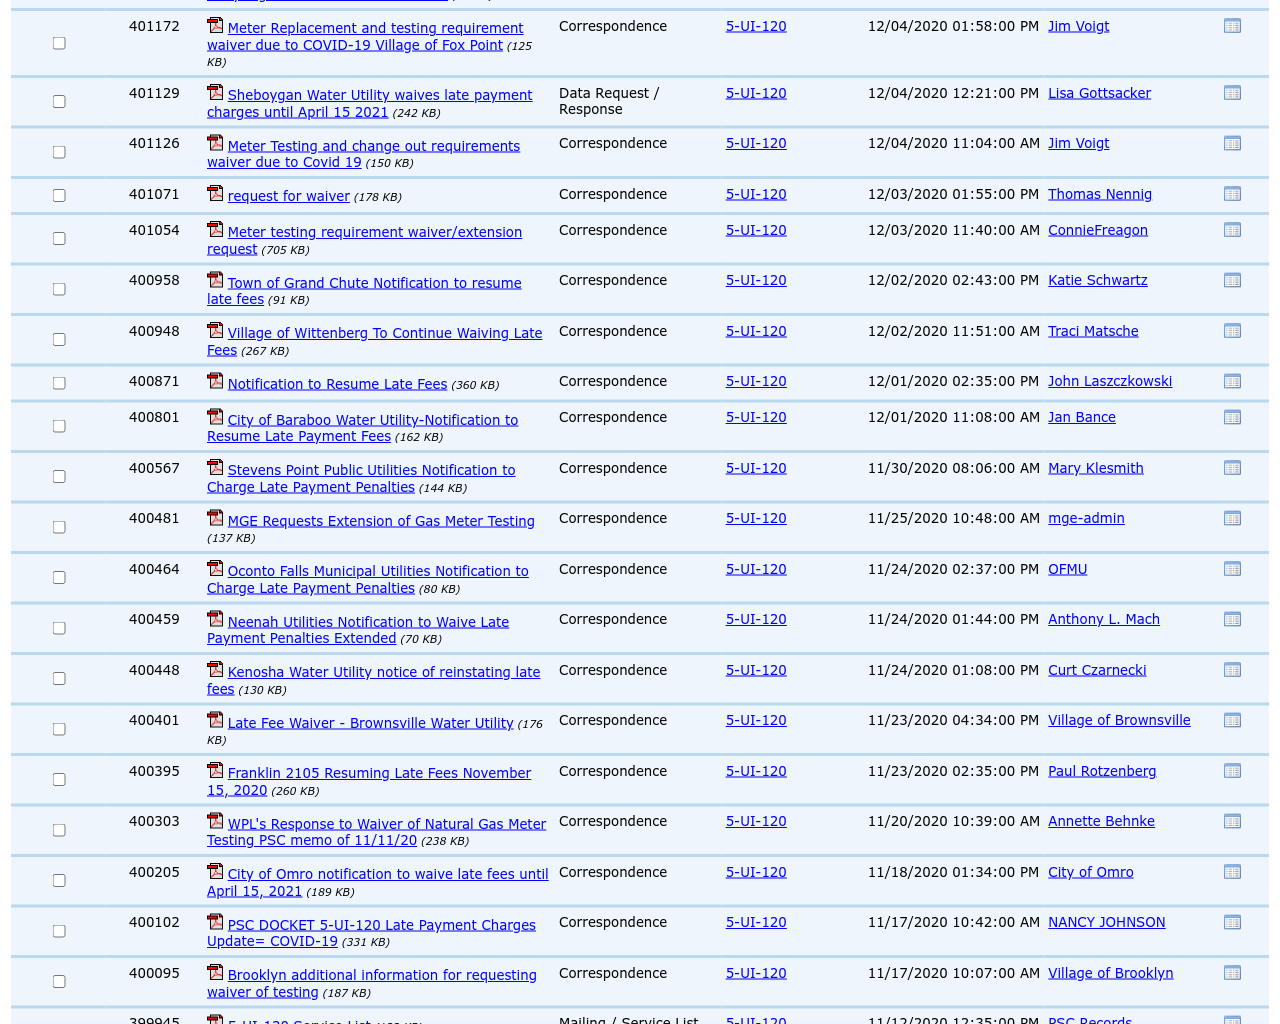 401172 Meter Replacement and testing requirement Correspondence 5-UI-120 12/04/2020 01:58:00 PM Jim Voigt
waiver due to COVID-19 Village of Fox Point (125
KB)
401129 Sheboygan Water Utility waives late payment Data Request / 5-UI-120 12/04/2020 12:21:00 PM Lisa Gottsacker
charges until April 15 2021 (242 KB) Response
401126 Meter Testing and change out requirements Correspondence 5-UI-120 12/04/2020 11:04:00 AM Jim Voigt
waiver due to Covid 19 (150 KB)
401071 request for waiver (178 KB) Correspondence 5-UI-120 12/03/2020 01:55:00 PM Thomas Nennig
401054 Meter testing requirement waiver/extension Correspondence 5-UI-120 12/03/2020 11:40:00 AM ConnieFreagon
request (705 KB)
400958 Town of Grand Chute Notification to resume Correspondence 5-UI-120 12/02/2020 02:43:00 PM Katie Schwartz
late fees (91 KB)
400948 Village of Wittenberg To Continue Waiving Late Correspondence 5-UI-120 12/02/2020 11:51:00 AM Traci Matsche
Fees (267 KB)
400871 Notification to Resume Late Fees (360 KB) Correspondence 5-UI-120 12/01/2020 02:35:00 PM John Laszczkowski
400801 City of Baraboo Water Utility-Notification to Correspondence 5-UI-120 12/01/2020 11:08:00 AM Jan Bance
Resume Late Payment Fees (162 KB)
400567 Stevens Point Public Utilities Notification to Correspondence 5-UI-120 11/30/2020 08:06:00 AM Mary Klesmith
Charge Late Payment Penalties (144 KB)
400481 MGE Requests Extension of Gas Meter Testing Correspondence 5-UI-120 11/25/2020 10:48:00 AM mge-admin
(137 KB)
400464 Oconto Falls Municipal Utilities Notification to Correspondence 5-UI-120 11/24/2020 02:37:00 PM OFMU
Charge Late Payment Penalties (80 KB)
400459 Neenah Utilities Notification to Waive Late Correspondence 5-UI-120 11/24/2020 01:44:00 PM Anthony L. Mach
Payment Penalties Extended (70 KB)
400448 Kenosha Water Utility notice of reinstating late Correspondence 5-UI-120 11/24/2020 01:08:00 PM Curt Czarnecki
fees (130 KB)
400401 Late Fee Waiver - Brownsville Water Utility (176 Correspondence 5-UI-120 11/23/2020 04:34:00 PM Village of Brownsville
KB)
400395 Franklin 2105 Resuming Late Fees November Correspondence 5-UI-120 11/23/2020 02:35:00 PM Paul Rotzenberg
15, 2020 (260 KB)
400303 WPL's Response to Waiver of Natural Gas Meter Correspondence 5-UI-120 11/20/2020 10:39:00 AM Annette Behnke
Testing PSC memo of 11/11/20 (238 KB)
400205 City of Omro notification to waive late fees until Correspondence 5-UI-120 11/18/2020 01:34:00 PM City of Omro
April 15, 2021 (189 KB)
400102 PSC DOCKET 5-UI-120 Late Payment Charges Correspondence 5-UI-120 11/17/2020 10:42:00 AM NANCY JOHNSON
Update= COVID-19 (331 KB)
400095 Brooklyn additional information for requesting Correspondence 5-UI-120 11/17/2020 10:07:00 AM Village of Brooklyn
waiver of testing (187 KB)
399945 5-UI-120 Service List Mailing / Service List 5-UI-120 11/12/2020 12:35:00 PM PSC Records